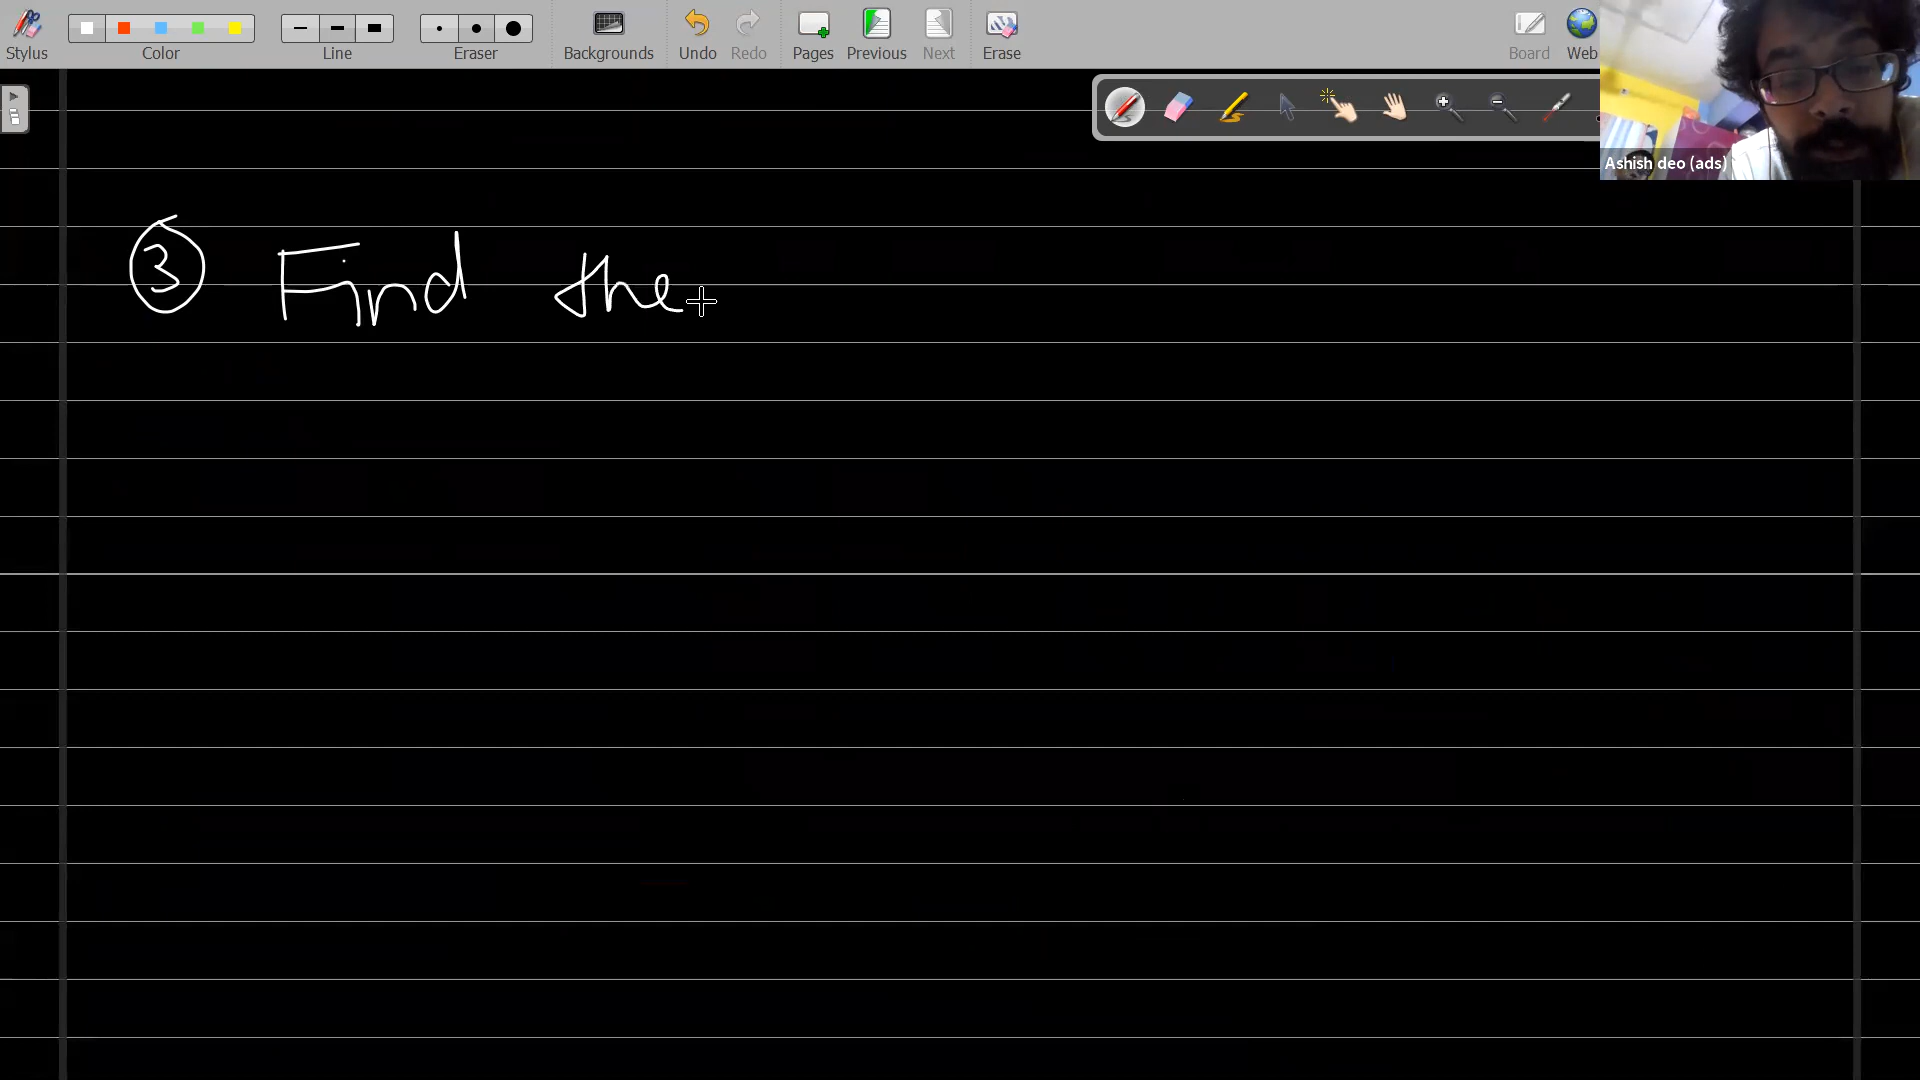 Stylus Color Line Eraser Backgrounds Undo Redo Pages Previous Next Erase Board Web
Ashish deo (ads)
3 Find the